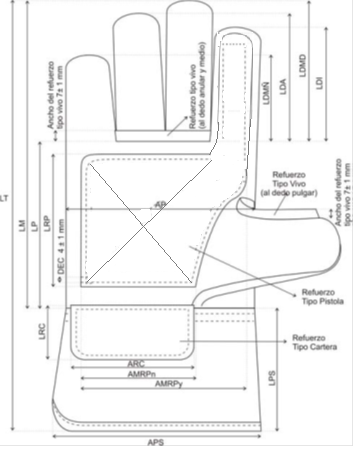 Ancho del refuerzo
tipo vivo 7± 1 mm
Refuerzo tipo vivo
(al dedo anular y medio)
LDMÑ
LDA
LDMD
LDI
LT
LM
LP
LRP
AP
DEC 4 ± 1 mm
Refuerzo
Tipo Vivo
(al dedo pulgar)
Ancho del refuerzo
tipo vivo 7± 1 mm
Refuerzo
Tipo Pistola
LRC
Refuerzo
Tipo Cartera
ARC
AMRPn
AMRPy
LPS
APS